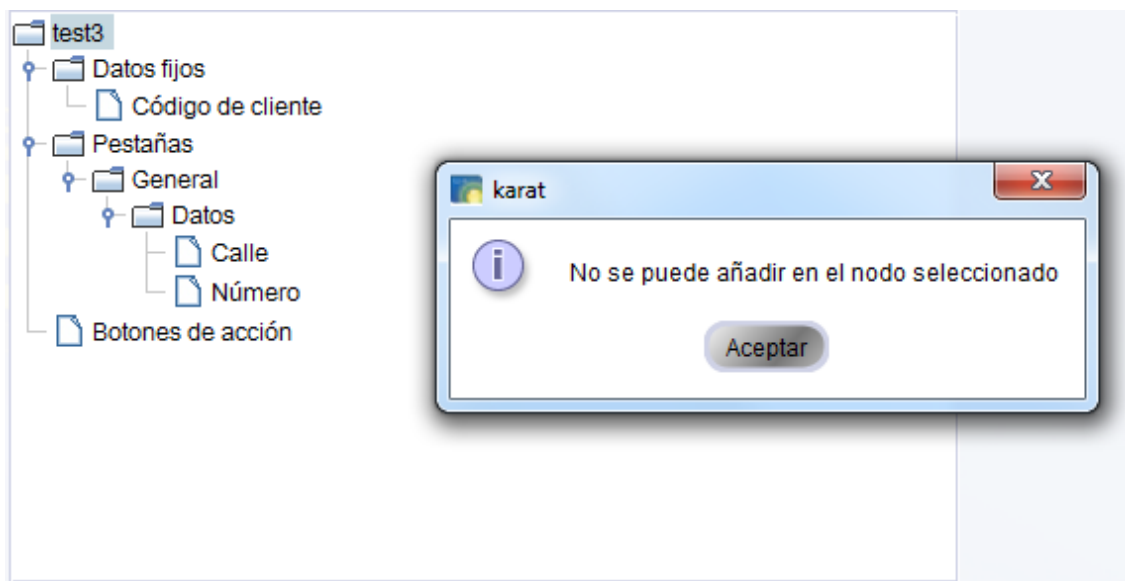 test3
Datos fijos
Código de cliente
Pestañas
General
Datos
Calle
Número
Botones de acción
karat
No se puede añadir en el nodo seleccionado
Aceptar